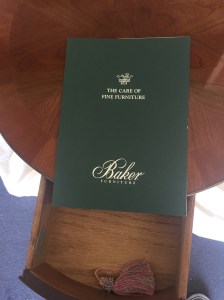 THE CARE OF
FINE FURNITURE
Baker
FURNITURE